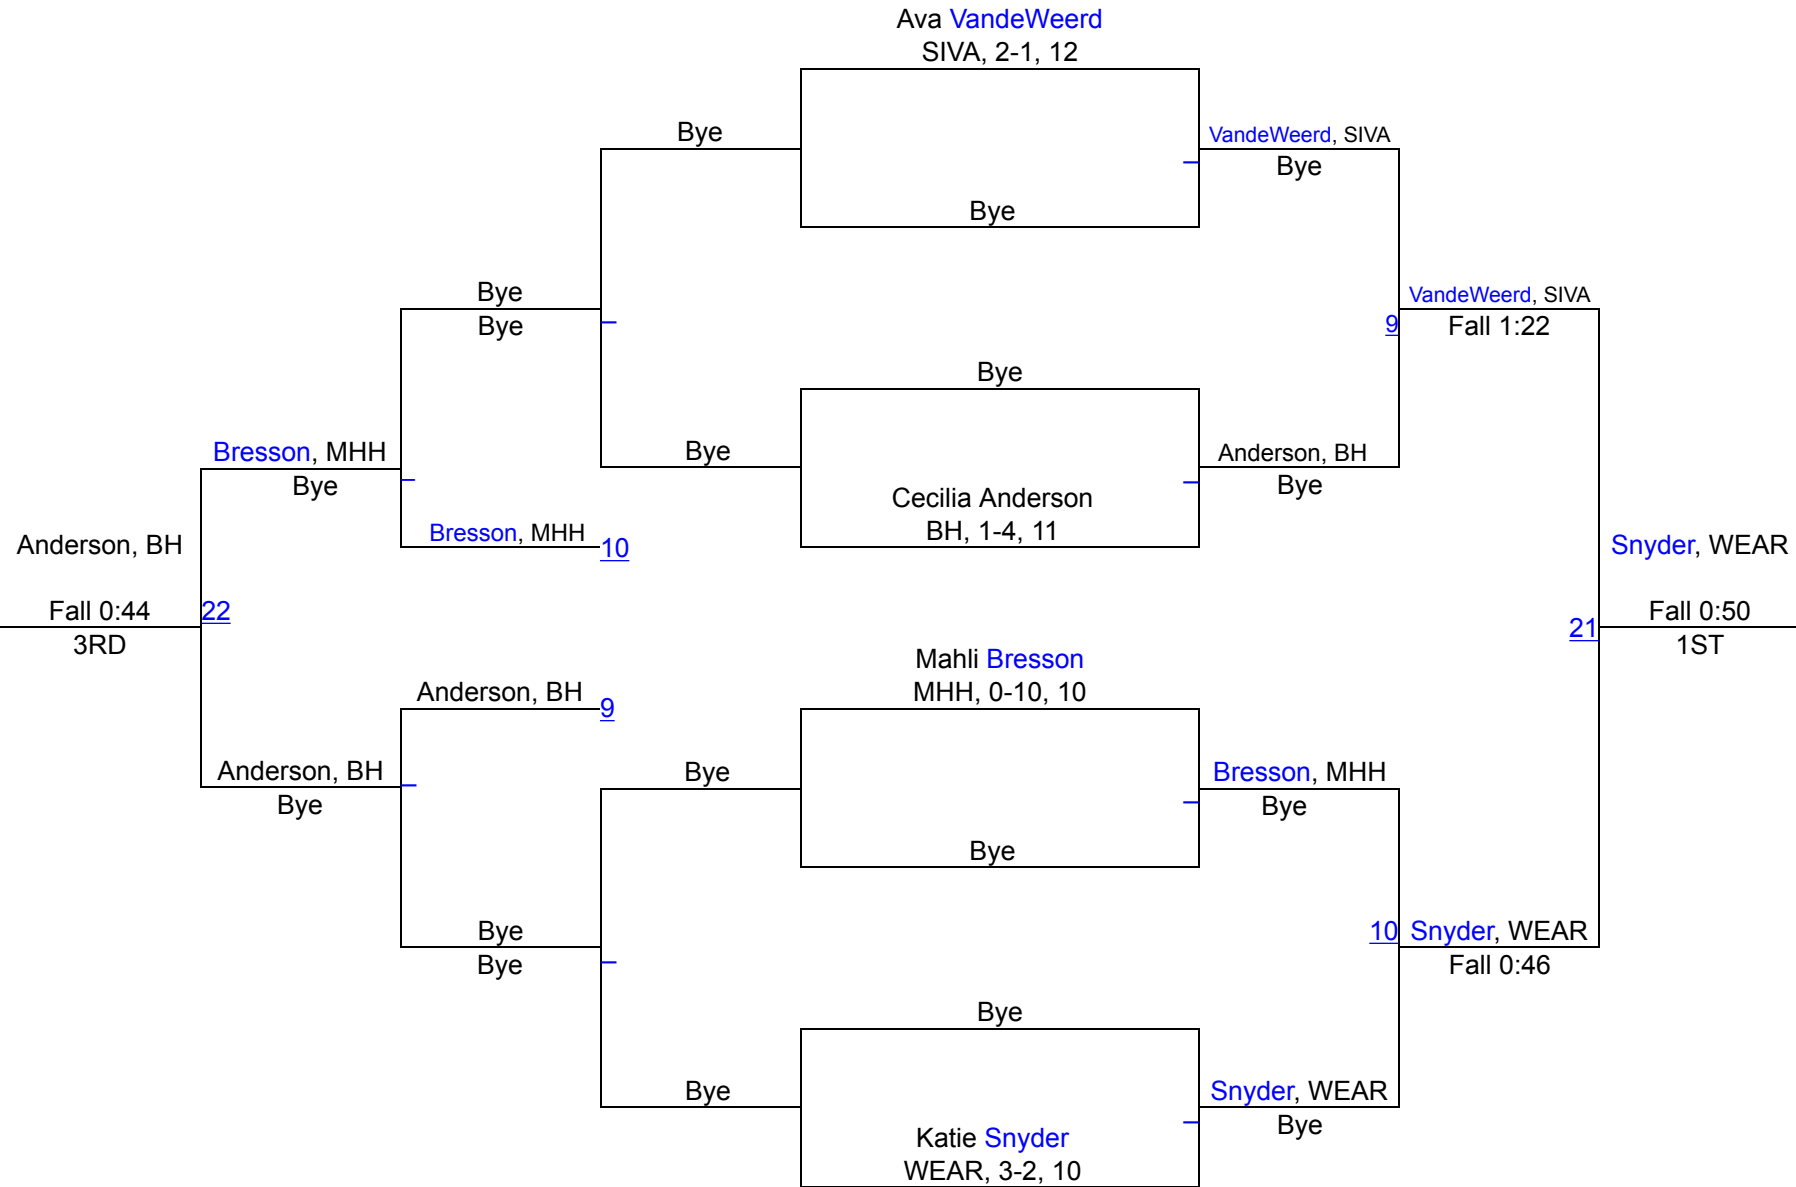 Ava VandeWeerd
SIVA, 2-1, 12
Bye
VandeWeerd, SIVA
Bye
Bye
Bye
VandeWeerd, SIVA
Bye
9
Fall 1:22
Bye
Bresson, MHH
Bye
Anderson, BH
Bye
Bye
Cecilia Anderson
BH, 1-4, 11
Bresson, MHH
10
Anderson, BH
Snyder, WEAR
Fall 0:44
22
Fall 0:50
3RD
21
1ST
Mahli Bresson
MHH, 0-10, 10
Anderson, BH
9
Anderson, BH
Bye
Bresson, MHH
Bye
Bye
Bye
Bye
10
Snyder, WEAR
Bye
Fall 0:46
Bye
Bye
Snyder, WEAR
Bye
Katie Snyder
WEAR, 3-2, 10